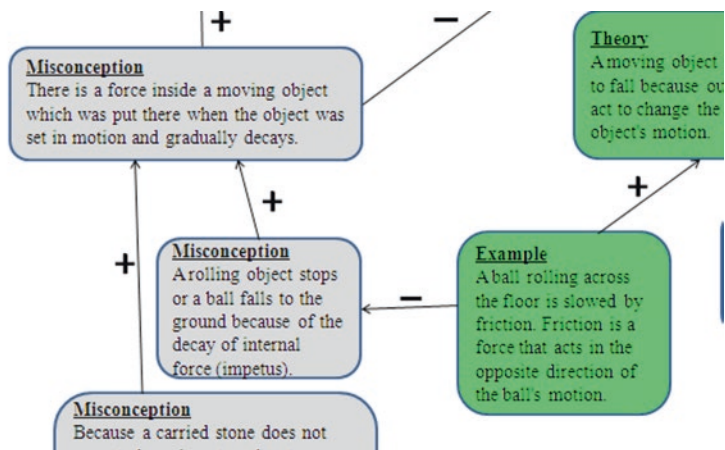 +
−
Misconception
There is a force inside a moving object
which was put there when the object was
set in motion and gradually decays.
Theory
A moving object
to fall because
act to change the
object's motion.
+
+
+
Misconception
A rolling object stops
or a ball falls to the
ground because of the
decay of internal
force (impetus).
−
Example
A ball rolling across
the floor is slowed by
friction. Friction is a
force that acts in the
opposite direction of
the ball's motion.
Misconception
Because a carried stone does not